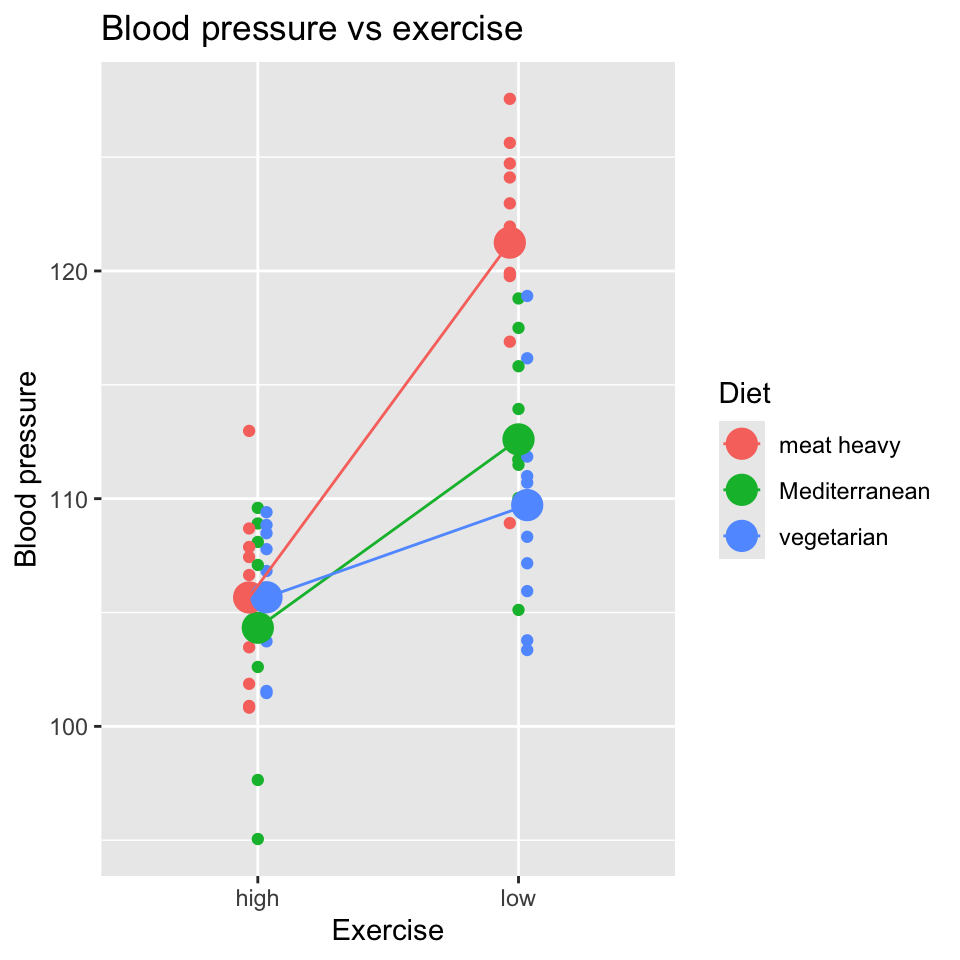 Blood pressure vs exercise
Blood pressure
120
110
100
high
low
Exercise
Diet
meat heavy
Mediterranean
vegetarian